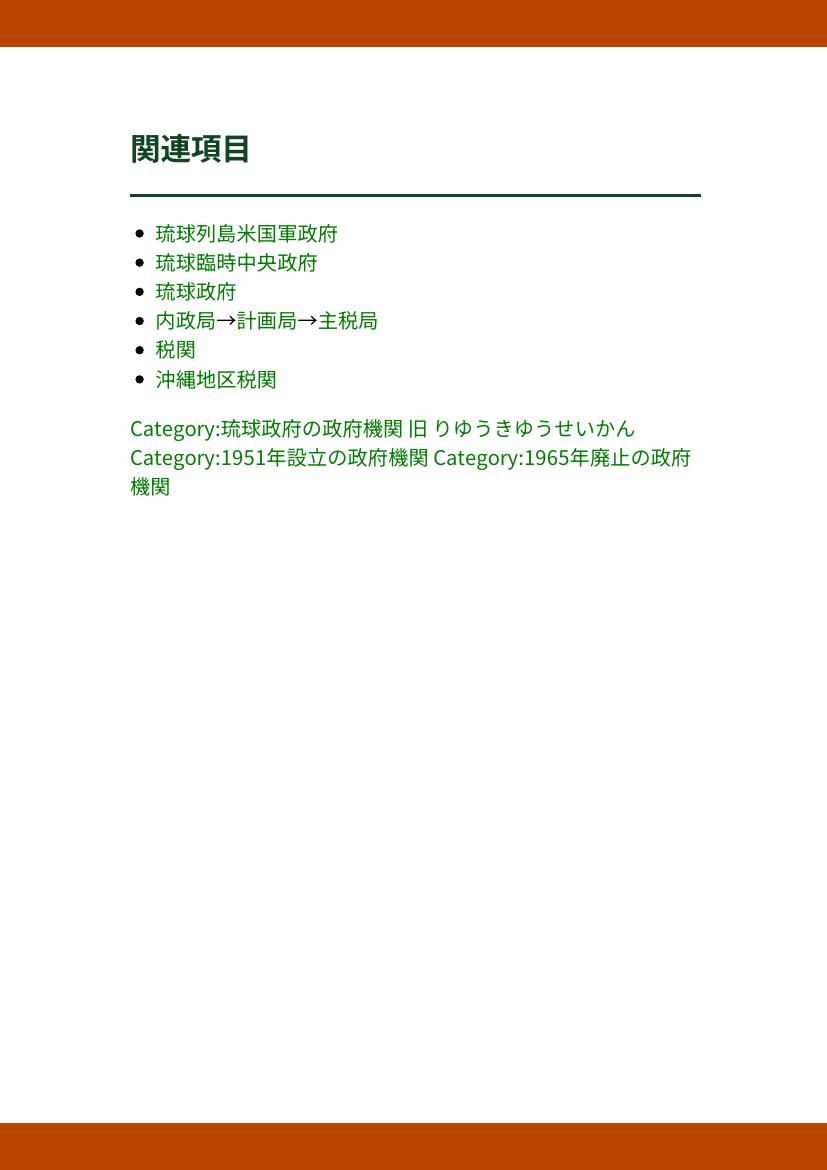 関連項目
琉球列島米国軍政府
琉球臨時中央政府
琉球政府
内政局→計画局→主税局
税関
沖縄地区税関
Category:琉球政府の政府機関 旧 りゆうきゆうせいかん
Category:1951年設立の政府機関 Category:1965年廃止の政府
機関